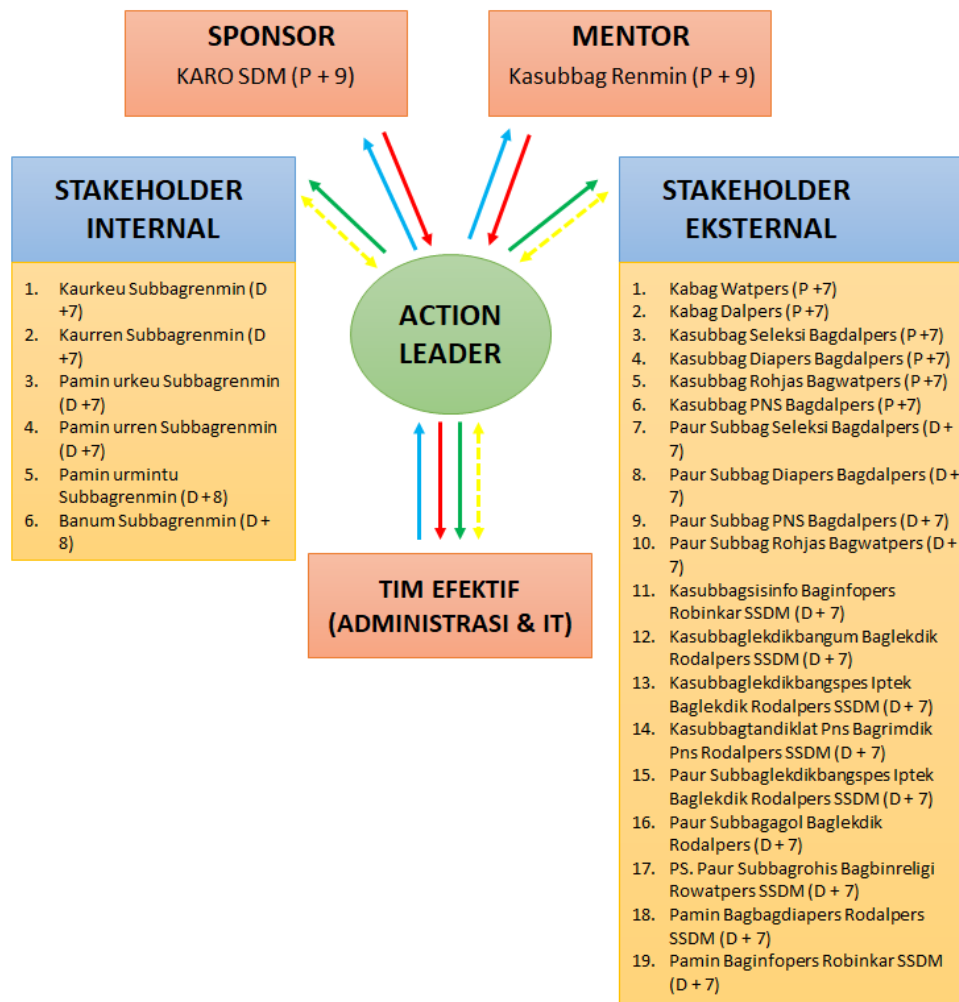 SPONSOR
KARO SDM (P + 9)
MENTOR
Kasubbag Renmin (P + 9)
STAKEHOLDER
INTERNAL
1. Kaurkeu Subbagrenmin (D
+7)
2. Kaurren Subbagrenmin (D
+7)
3. Pamin urkeu Subbagrenmin
(D +7)
4. Pamin urren Subbagrenmin
(D +7)
5. Pamin urmintu
Subbagrenmin (D + 8)
6. Banum Subbagrenmin (D +
8)
ACTION
LEADER
TIM EFEKTIF
(ADMINISTRASI & IT)
STAKEHOLDER
EKSTERNAL
1. Kabag Watpers (P +7)
2. Kabag Dalpers (P +7)
3. Kasubbag Seleksi Bagdalpers (P +7)
4. Kasubbag Diapers Bagdalpers (P +7)
5. Kasubbag Rohjas Bagwatpers (P +7)
6. Kasubbag PNS Bagdalpers (P +7)
7. Paur Subbag Seleksi Bagdalpers (D +
7)
8. Paur Subbag Diapers Bagdalpers (D +
7)
9. Paur Subbag PNS Bagdalpers (D + 7)
10. Paur Subbag Rohjas Bagwatpers (D +
7)
11. Kasubbagsisinfo Baginfopers
Robinkar SSDM (D + 7)
12. Kasubbaglekdikbangum Baglekdik
Rodalpers SSDM (D + 7)
13. Kasubbaglekdikbangspes Iptek
Baglekdik Rodalpers SSDM (D + 7)
14. Kasubbagtandiklat Pns Bagrimdik
Pns Rodalpers SSDM (D + 7)
15. Paur Subbaglekdikbangspes Iptek
Baglekdik Rodalpers SSDM (D + 7)
16. Paur Subbagagol Baglekdik
Rodalpers (D + 7)
17. PS. Paur Subbagrohis Bagbinreligi
Rowatpers SSDM (D + 7)
18. Pamin Bagbagdiapers Rodalpers
SSDM (D + 7)
19. Pamin Baginfopers Robinkar SSDM
(D + 7)